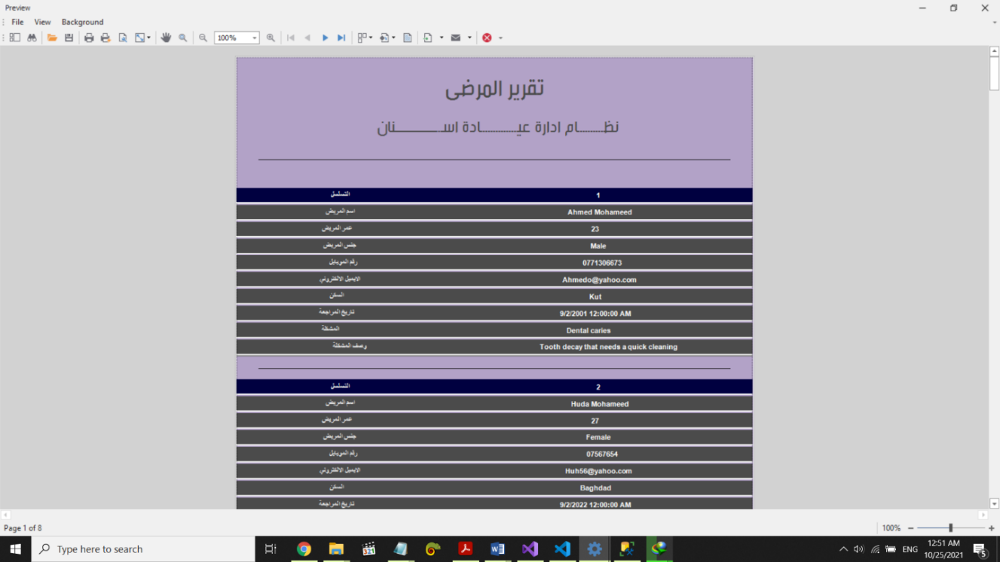 Preview
File View Background
100%
تقرير المرضى
نظـــام ادارة عيـــــادة اســـــنان
التسلسل 1
اسم المريض Ahmed Mohameed
عمر المريض 23
جنس المريض Male
رقم الموبايل 0771306673
الايميل الالكتروني Ahmedo@yahoo.com
السكن Kut
تاريخ المراجعة 9/2/2001 12:00:00 AM
المشكلة Dental caries
وصف المشكلة Tooth decay that needs a quick cleaning
التسلسل 2
اسم المريض Huda Mohameed
عمر المريض 27
جنس المريض Female
رقم الموبايل 07567654
الايميل الالكتروني Huh56@yahoo.com
السكن Baghdad
تاريخ المراجعة 9/2/2022 12:00:00 AM
Page 1 of 8 100%
Type here to search
ENG
12:51 AM
10/25/2021
5